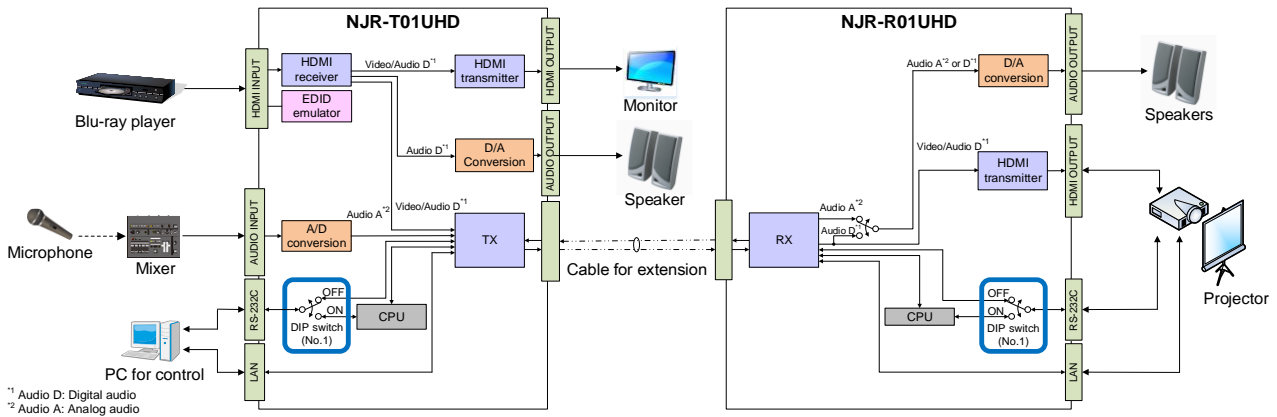 NJR-T01UHD
HDMI INPUT
HDMI
receiver
EDID
emulator
Video/Audio D*1
HDMI
transmitter
HDMI OUTPUT
Monitor
Blu-ray player
Audio D*1
D/A
Conversion
AUDIO OUTPUT
Speaker
Microphone
Mixer
AUDIO INPUT
A/D
conversion
Audio A*2
Video/Audio D*1
TX
OFF
ON
DIP switch
(No.1)
CPU
RS-232C
LAN
PC for control
Cable for extension
NJR-R01UHD
Audio A*2 or D*1
D/A
conversion
AUDIO OUTPUT
Speakers
Video/Audio D*1
HDMI
transmitter
HDMI OUTPUT
RX
Audio A*2
Audio D*1
OFF
ON
DIP switch
(No.1)
CPU
RS-232C
LAN
Projector
*1 Audio D: Digital audio
*2 Audio A: Analog audio